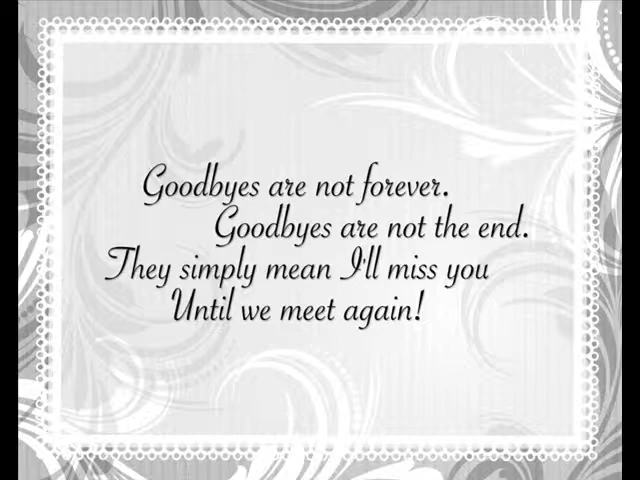 Goodbyes are not forever.
Goodbyes are not the end.
They simply mean I'll miss you
Until we meet again!